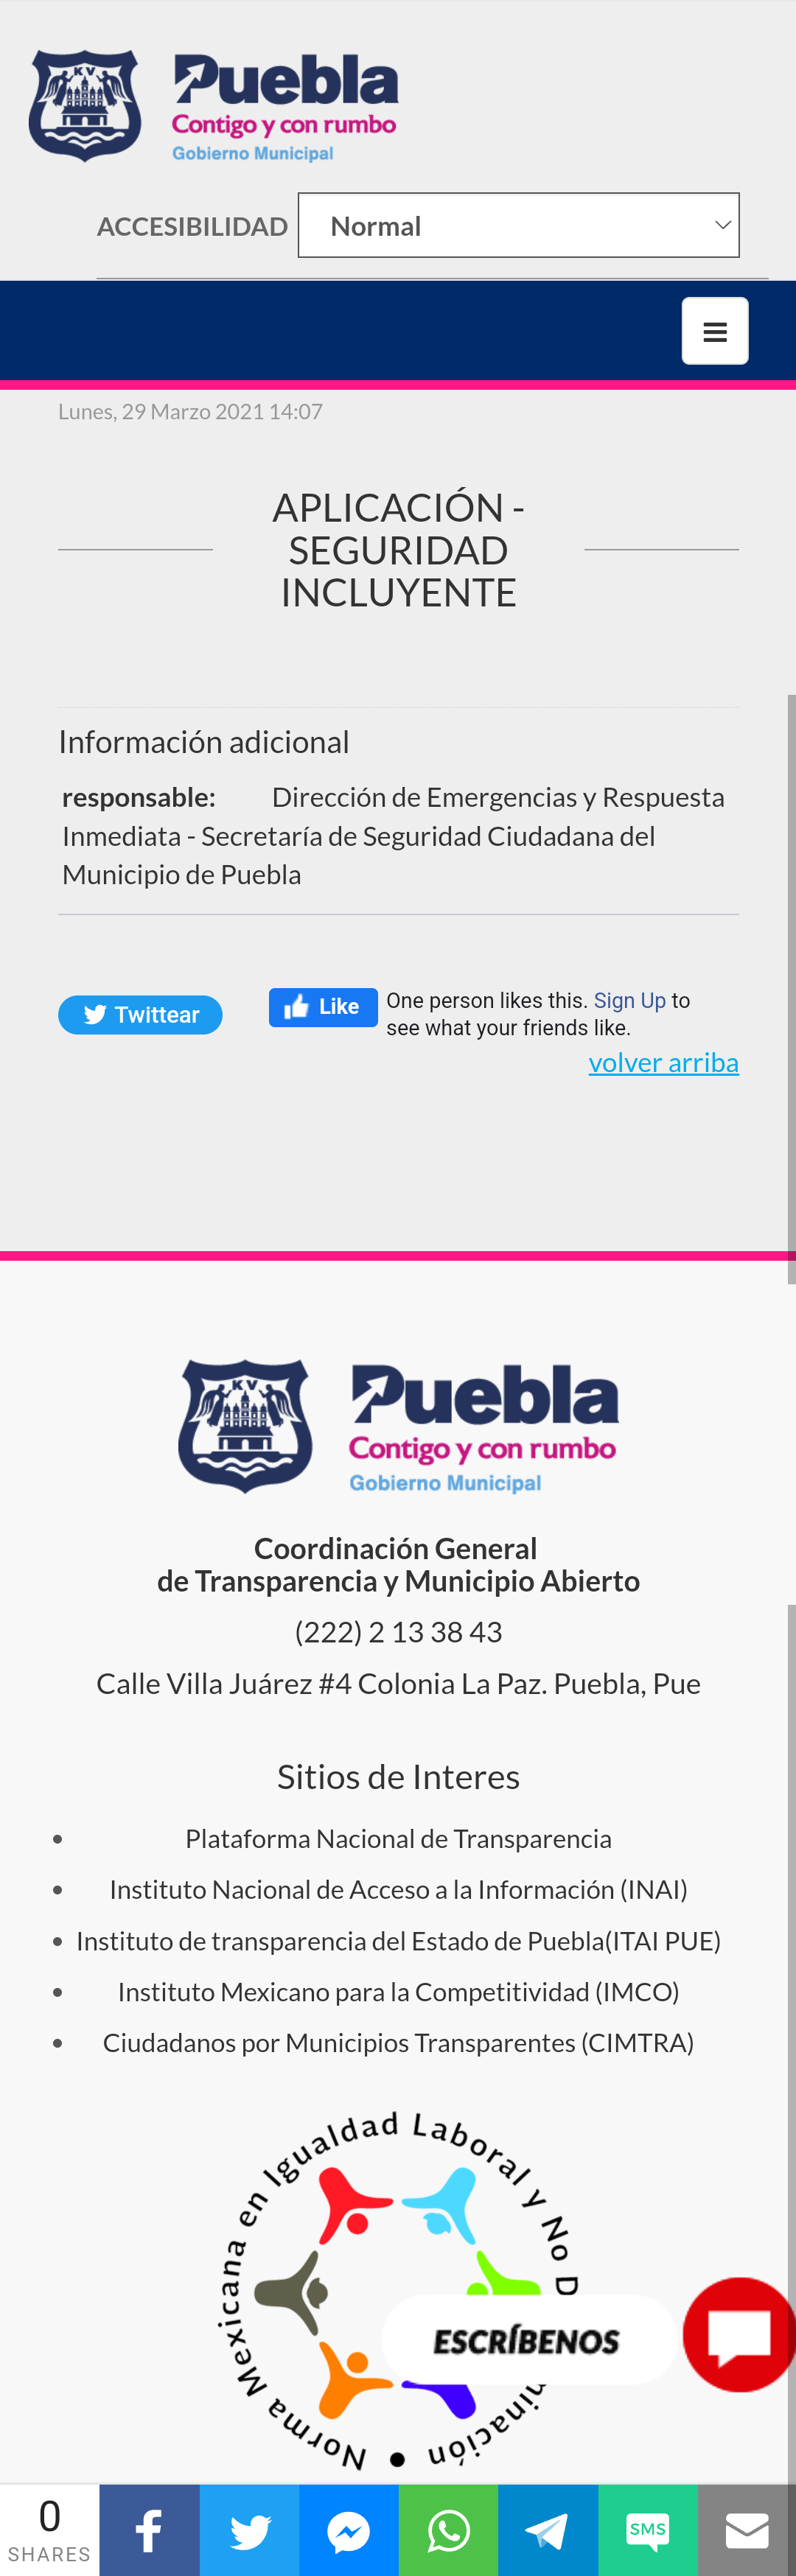 KV
Puebla
Contigo y con rumbo
Gobierno Municipal
ACCESIBILIDAD
Normal
Lunes, 29 Marzo 2021 14:07
APLICACIÓN -
SEGURIDAD
INCLUYENTE
Información adicional
responsable: Dirección de Emergencias y Respuesta
Inmediata - Secretaría de Seguridad Ciudadana del
Municipio de Puebla
Twittear
Like
One person likes this. Sign Up to
see what your friends like.
volver arriba
KV
Puebla
Contigo y con rumbo
Gobierno Municipal
Coordinación General
de Transparencia y Municipio Abierto
(222) 2 13 38 43
Calle Villa Juárez #4 Colonia La Paz. Puebla, Pue
Sitios de Interes
• Plataforma Nacional de Transparencia
• Instituto Nacional de Acceso a la Información (INAI)
• Instituto de transparencia del Estado de Puebla(ITAI PUE)
• Instituto Mexicano para la Competitividad (IMCO)
• Ciudadanos por Municipios Transparentes (CIMTRA)
Norma Mexicana en Igualdad Laboral y No D
minación •
ESCRÍBENOS
0
SHARES
SMS